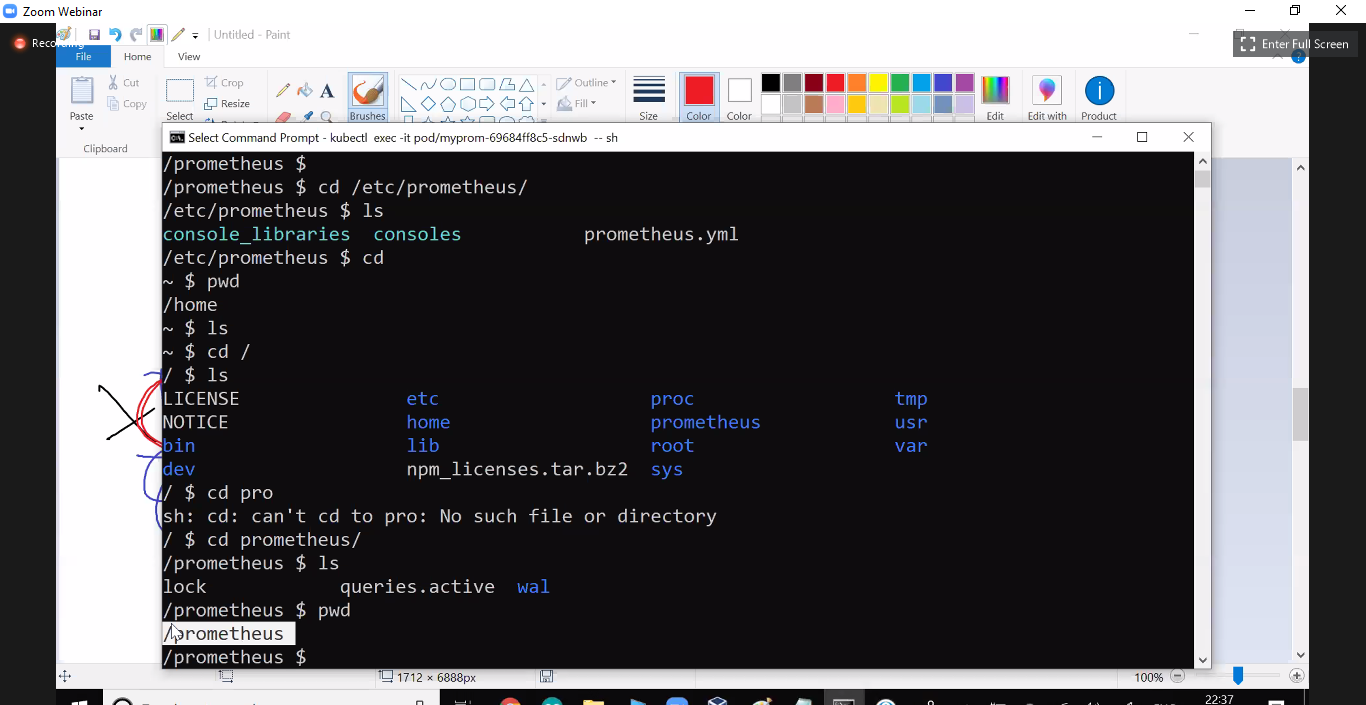 Zoom Webinar
Recording
Untitled - Paint
Enter Full Screen
File
Home
View
Cut
Copy
Paste
Clipboard
Crop
Resize
Select
Brushes
Outline
Fill
Size
Color
Color
Edit
Edit with
Product
Select Command Prompt - kubectl exec -it pod/myprom-69684ff8c5-sdnwb -- sh
/prometheus $
/prometheus $ cd /etc/prometheus/
/etc/prometheus $ ls
console_libraries consoles prometheus.yml
/etc/prometheus $ cd
~ $ pwd
/home
~ $ ls
~ $ cd /
/ $ ls
LICENSE etc proc tmp
NOTICE home prometheus usr
bin lib root var
dev npm_licenses.tar.bz2 sys
/ $ cd pro
sh: cd: can't cd to pro: No such file or directory
/ $ cd prometheus/
/prometheus $ ls
lock queries.active wal
/prometheus $ pwd
/prometheus
/prometheus $
1712 × 6888px
100%
22:37